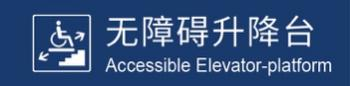 无障碍升降台
Accessible Elevator-platform